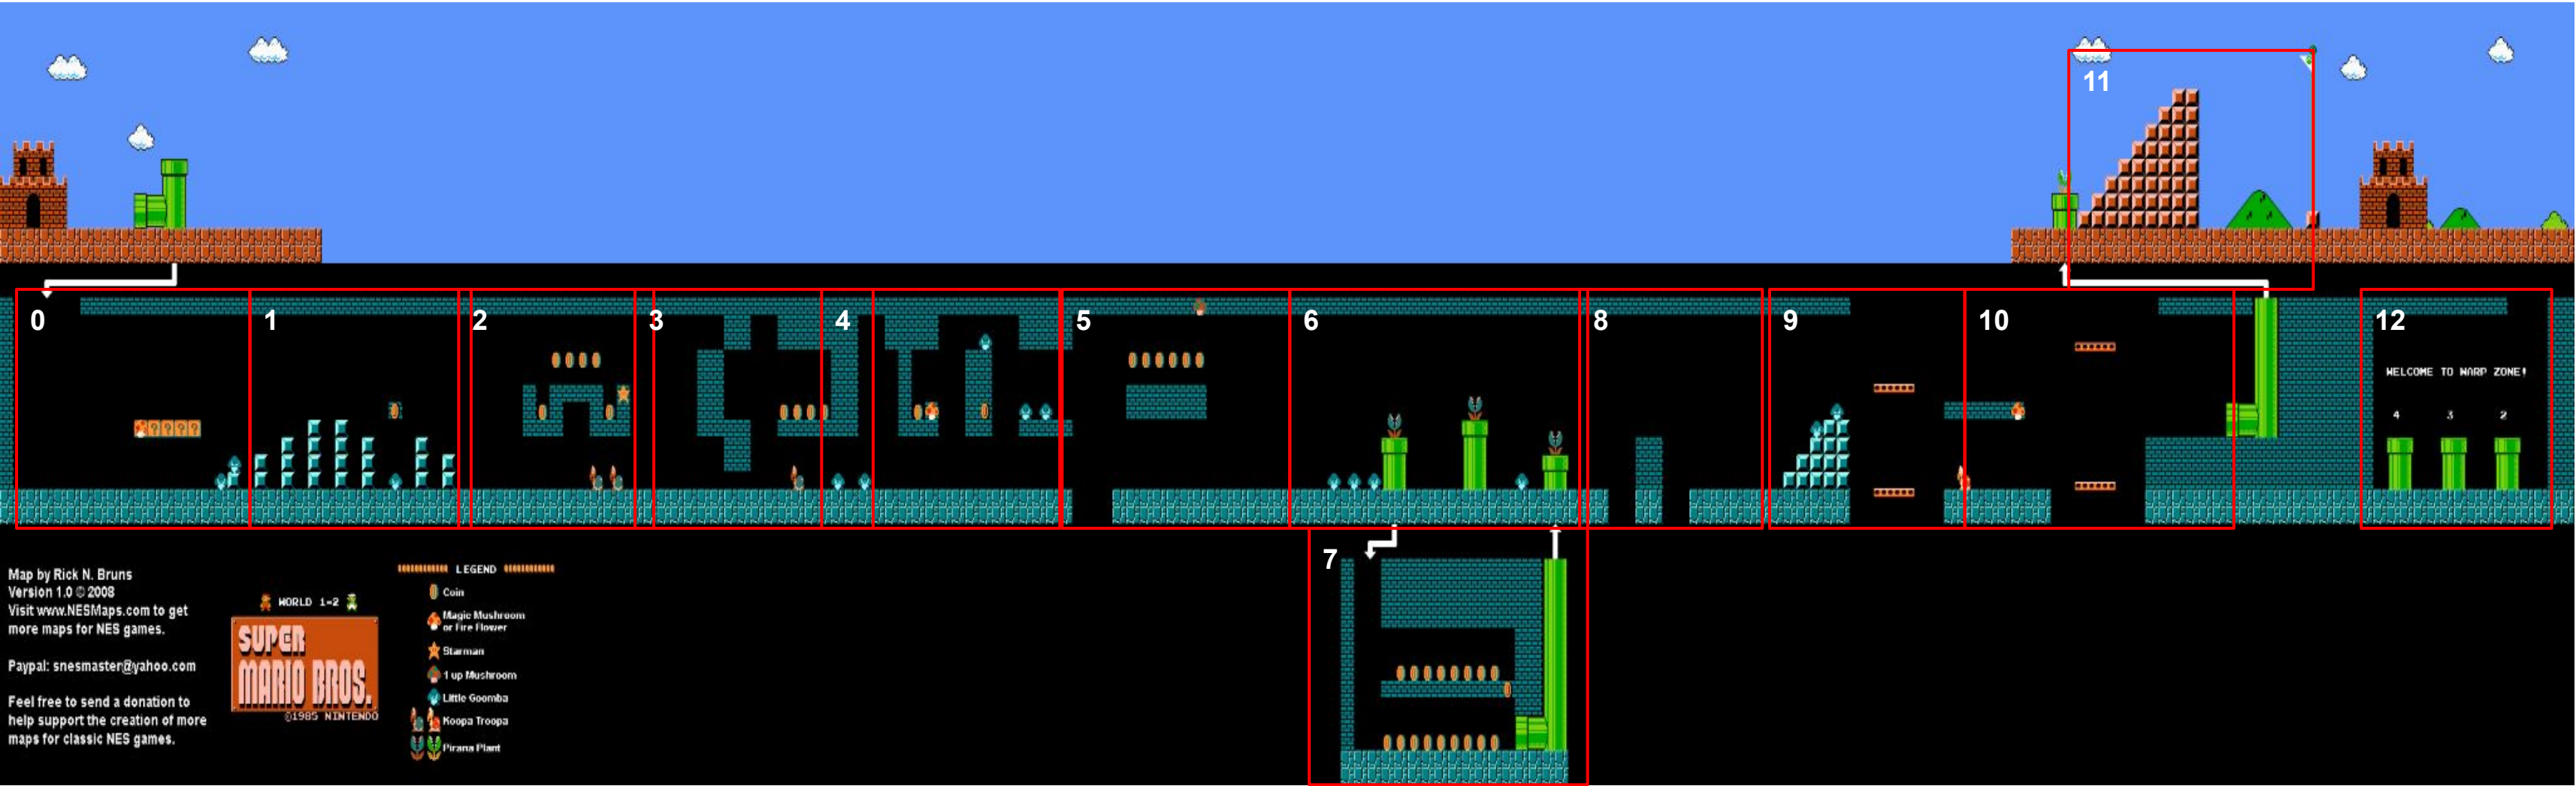 11
0
1
2
3
4
5
6
8
9
10
12
WELCOME TO WARP ZONE!
4 3 2
7
Map by Rick N. Bruns
Version 1.0 © 2008
Visit www.NESMaps.com to get
more maps for NES games.
Paypal: snesmaster@yahoo.com
Feel free to send a donation to
help support the creation of more
maps for classic NES games.
WORLD 1-2
SUPER
MARIO BROS.
©1985 NINTENDO
LEGEND
Coin
Magic Mushroom
or Fire Flower
Starman
1 up Mushroom
Little Goomba
Koopa Troopa
Pirana Plant